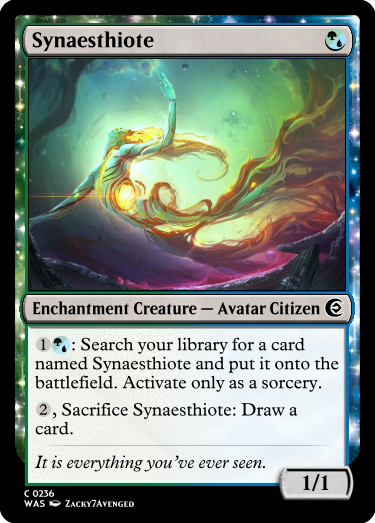 Synaesthiote
Enchantment Creature — Avatar Citizen
1: Search your library for a card
named Synaesthiote and put it onto the
battlefield. Activate only as a sorcery.
2, Sacrifice Synaesthiote: Draw a
card.
It is everything you've ever seen.
1/1
C 0236
WAS Zacky7Avenged